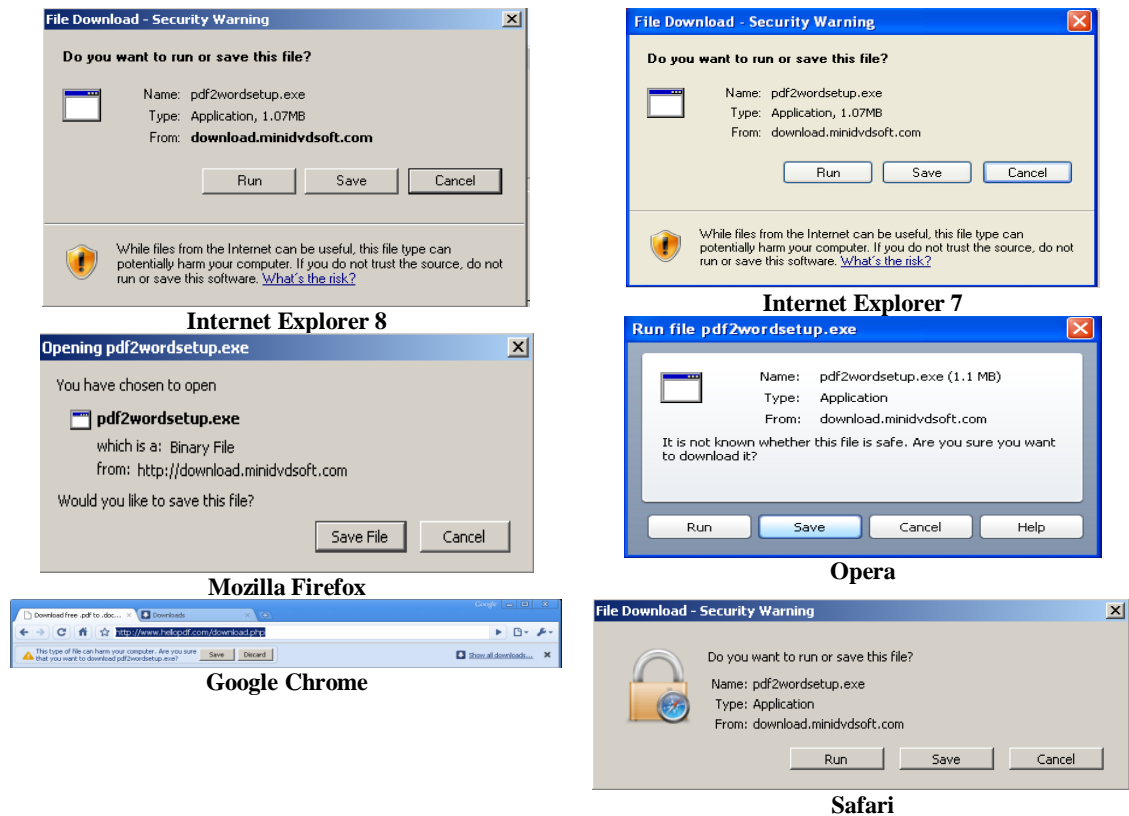 File Download - Security Warning
Do you want to run or save this file?
Name: pdf2wordsetup.exe
Type: Application, 1.07MB
From: download.minidvdsoft.com
Run Save Cancel
While files from the Internet can be useful, this file type can
potentially harm your computer. If you do not trust the source, do not
run or save this software. What's the risk?
Internet Explorer 8
File Download - Security Warning
Do you want to run or save this file?
Name: pdf2wordsetup.exe
Type: Application, 1.07MB
From: download.minidvdsoft.com
Run Save Cancel
While files from the Internet can be useful, this file type can
potentially harm your computer. If you do not trust the source, do not
run or save this software. What's the risk?
Internet Explorer 7
Opening pdf2wordsetup.exe
You have chosen to open
pdf2wordsetup.exe
which is a: Binary File
from: http://download.minidvdsoft.com
Would you like to save this file?
Save File Cancel
Mozilla Firefox
Run file pdf2wordsetup.exe
Name: pdf2wordsetup.exe (1.1 MB)
Type: Application
From: download.minidvdsoft.com
It is not known whether this file is safe. Are you sure you want
to download it?
Run Save Cancel Help
Opera
Google
Download free .pdf to .doc... Downloads
http://www.hellopdf.com/download.php
This type of file can harm your computer. Are you sure
that you want to download pdf2wordsetup.exe?
Save Discard Show all downloads...
Google Chrome
File Download - Security Warning
Do you want to run or save this file?
Name: pdf2wordsetup.exe
Type: Application
From: download.minidvdsoft.com
Run Save Cancel
Safari